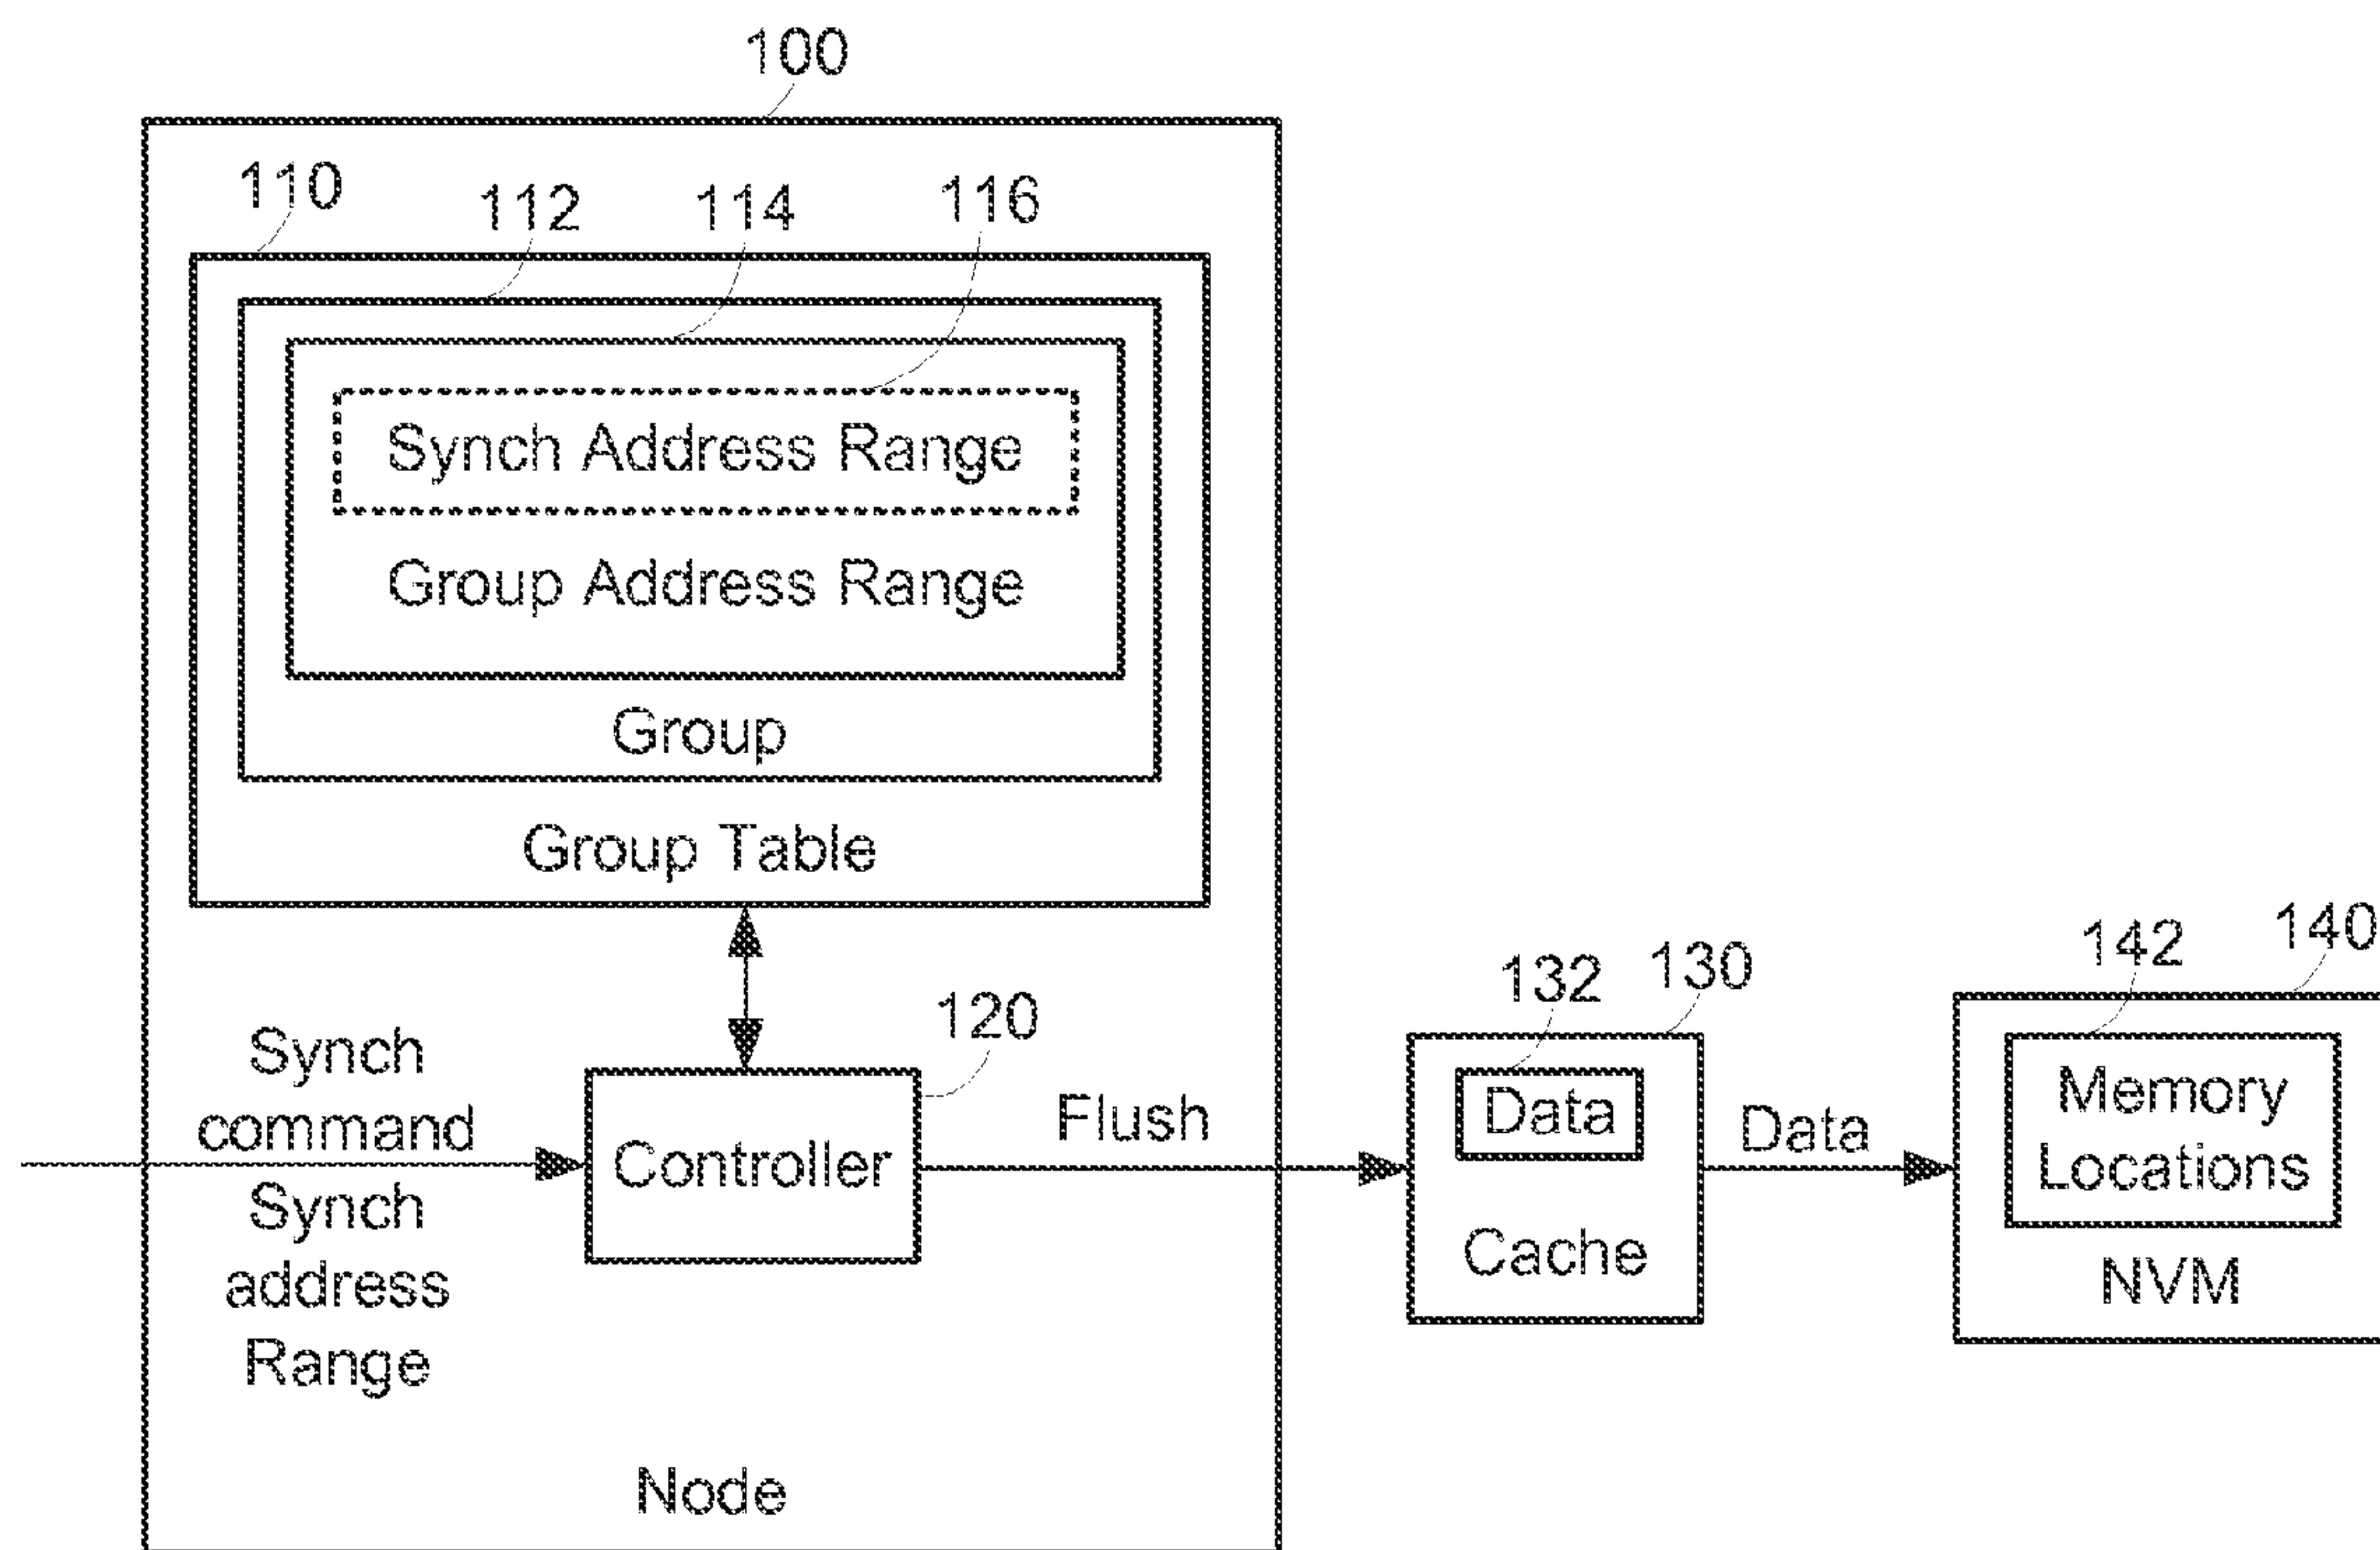 100
110
112
114
116
Synch Address Range
Group Address Range
Group
Group Table
120
132
130
142
140
Synch
command
Synch
address
Range
Controller
Flush
Data
Cache
Data
Memory
Locations
NVM
Node